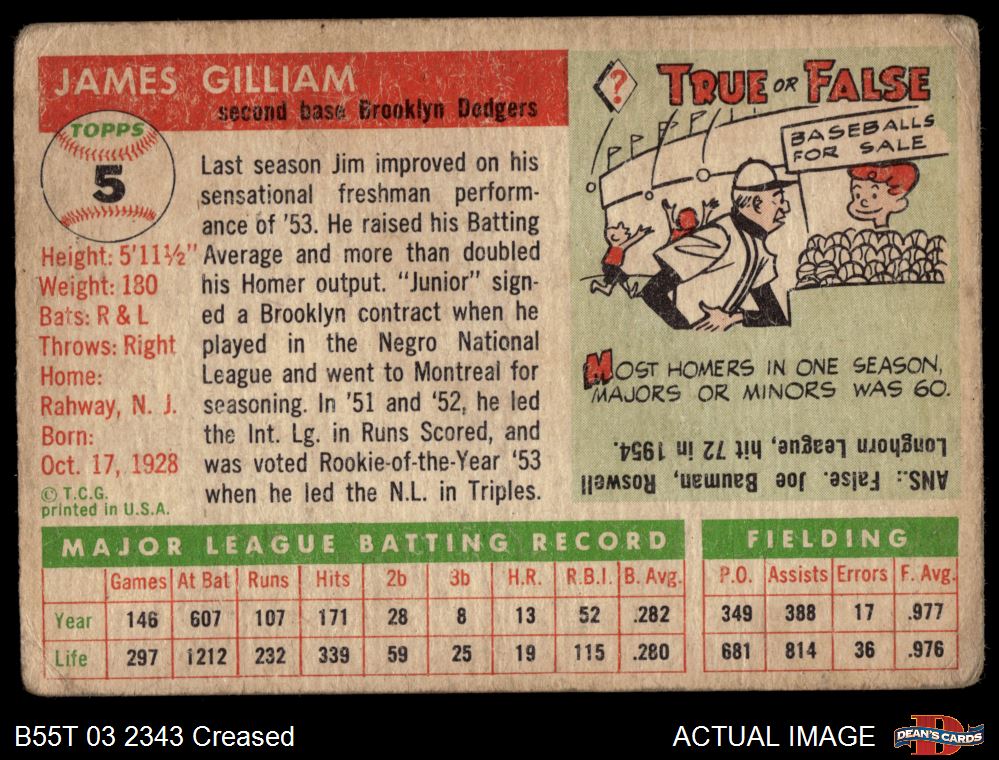 JAMES GILLIAM
second base Brooklyn Dodgers
TOPPS
5
Height: 5'11½"
Weight: 180
Bats: R & L
Throws: Right
Home:
Rahway, N. J.
Born:
Oct. 17, 1928
© T.C.G.
printed in U.S.A.
Last season Jim improved on his
sensational freshman perform-
ance of '53. He raised his Batting
Average and more than doubled
his Homer output. "Junior" sign-
ed a Brooklyn contract when he
played in the Negro National
League and went to Montreal for
seasoning. In '51 and '52, he led
the Int. Lg. in Runs Scored, and
was voted Rookie-of-the-Year '53
when he led the N.L. in Triples.
?
TRUE OR FALSE
BASEBALLS
FOR SALE
MOST HOMERS IN ONE SEASON,
MAJORS OR MINORS WAS 60.
ANS.: False. Joe Bauman, Roswell
Longhorn League, hit 72 in 1954.
MAJOR LEAGUE BATTING RECORD
Games At Bat Runs Hits 2b 3b H.R. R.B.I. B. Avg.
Year 146 607 107 171 28 8 13 52 .282
Life 297 1212 232 339 59 25 19 115 .280
FIELDING
P.O. Assists Errors F. Avg.
349 388 17 .977
681 814 36 .976
B55T 03 2343 Creased
ACTUAL IMAGE
D
DEAN'S CARDS